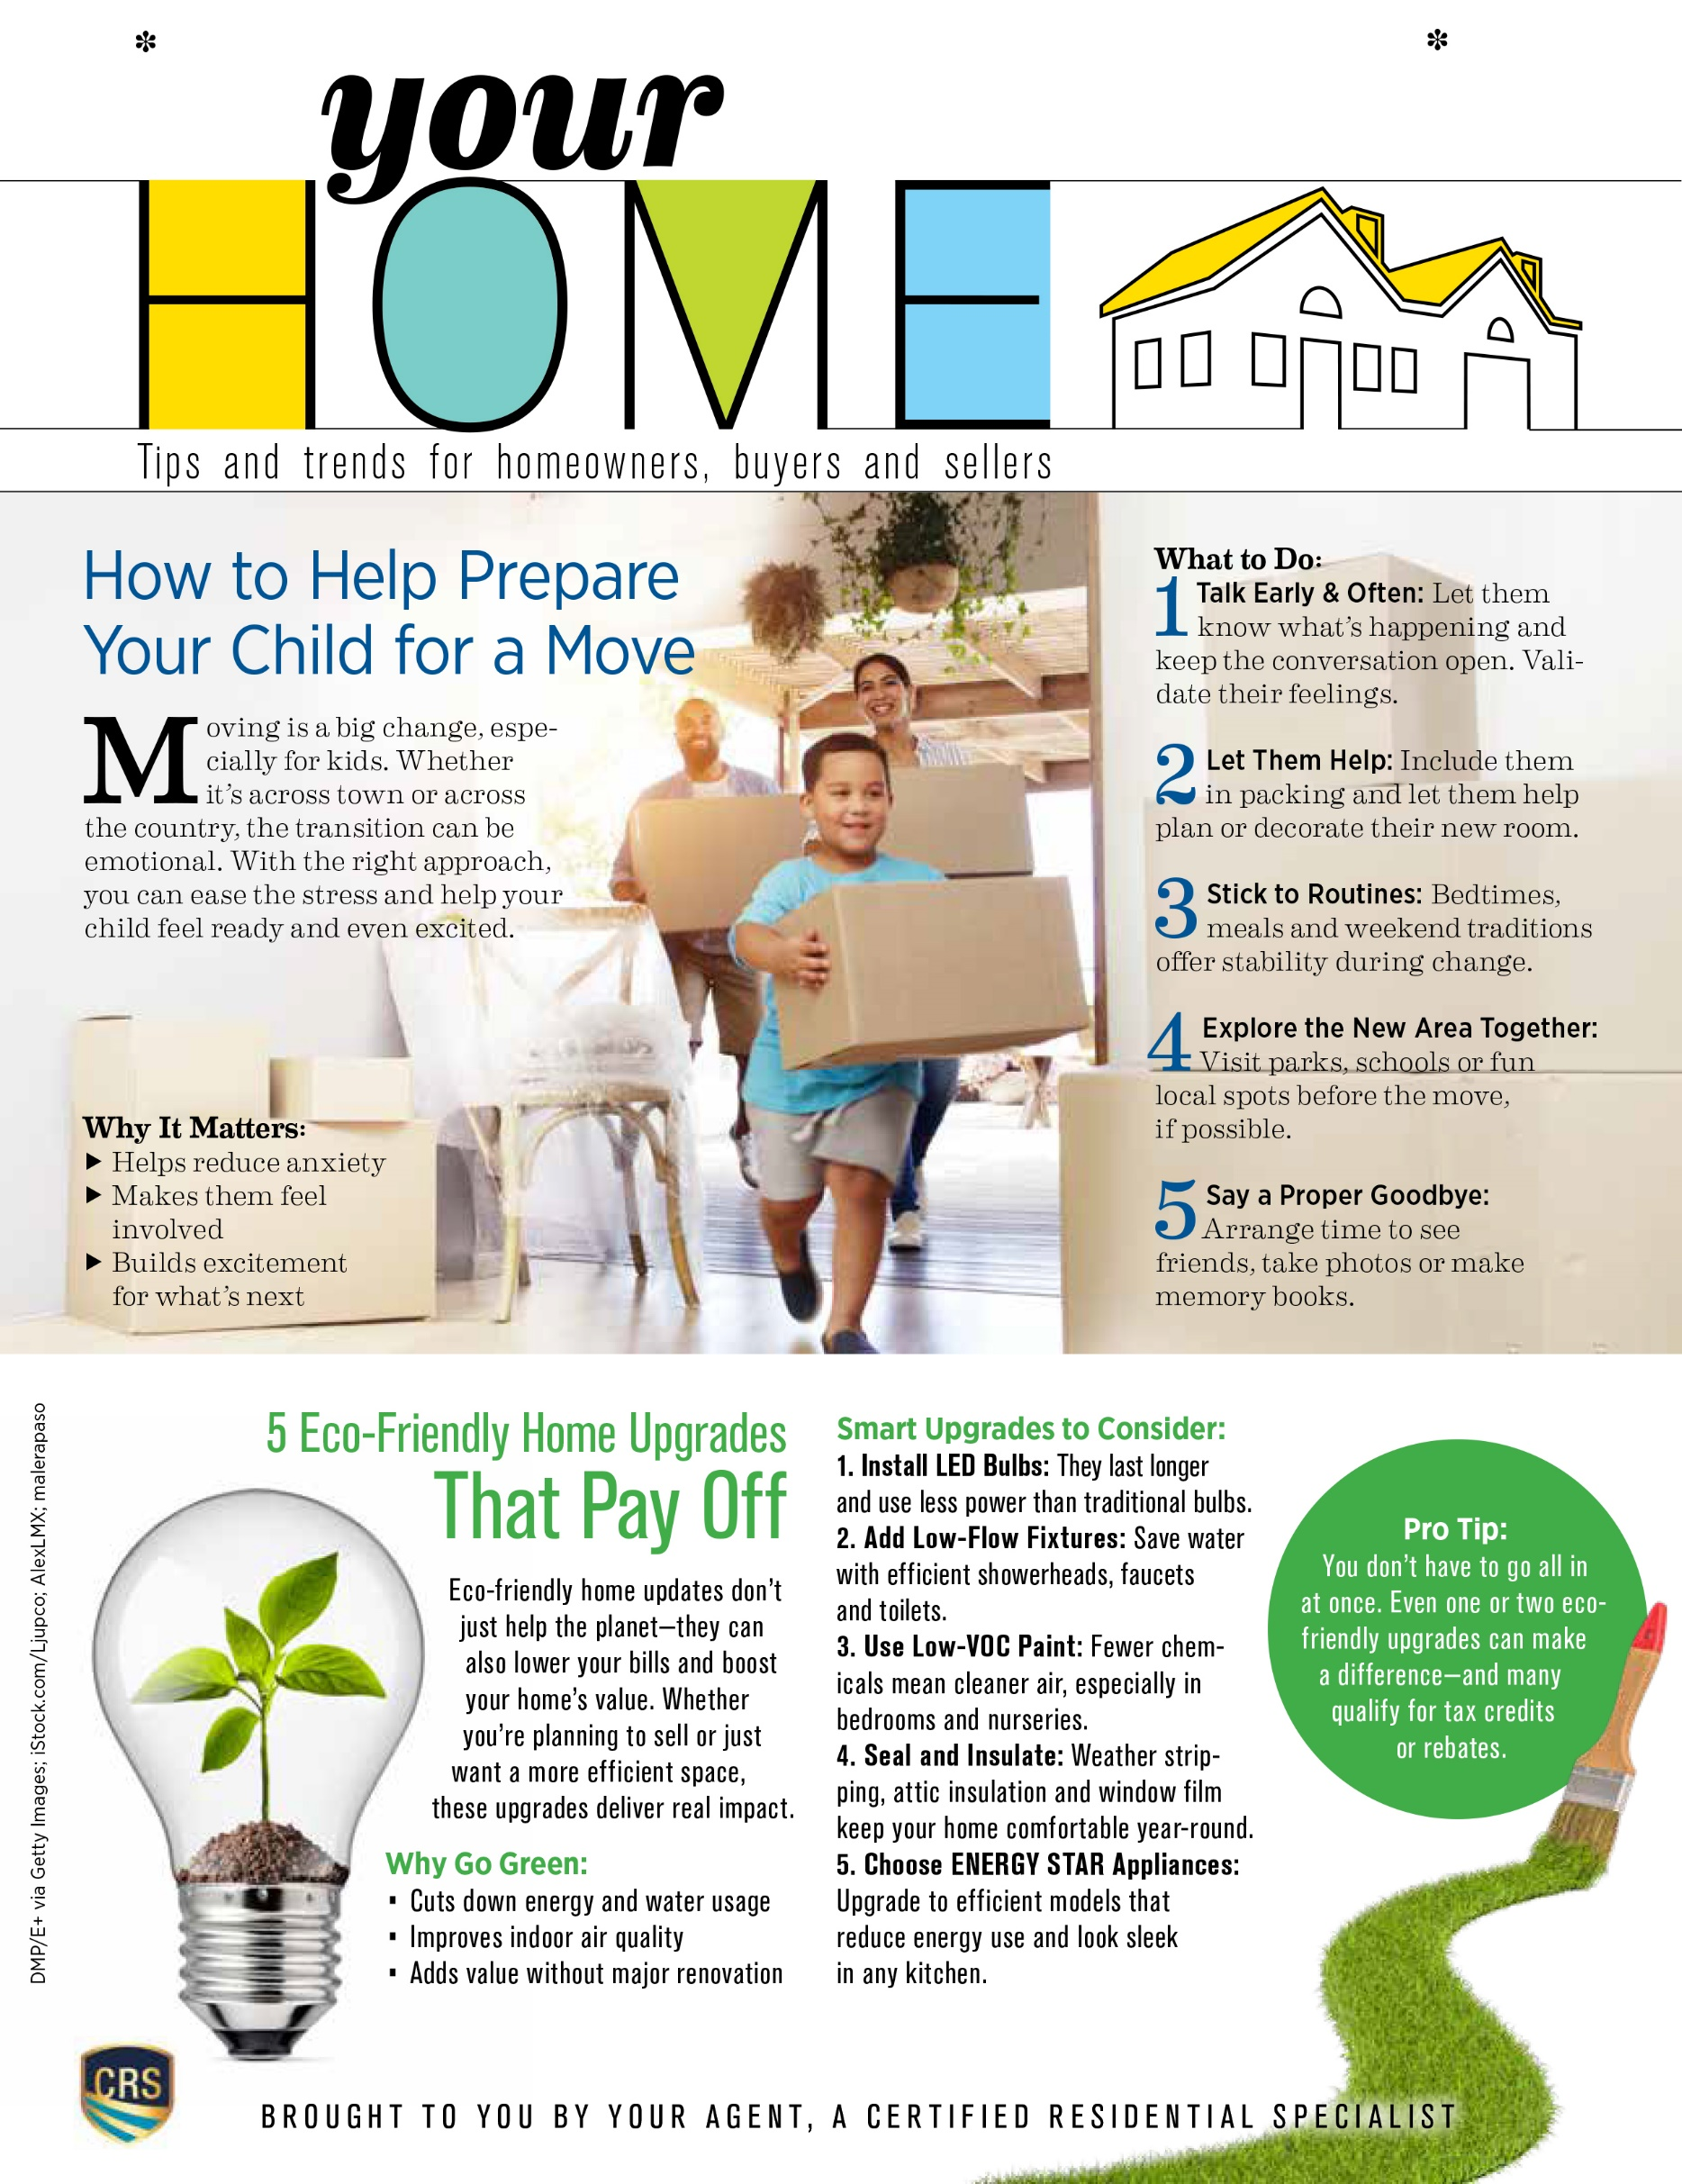 *
*
your
HOME
Tips and trends for homeowners, buyers and sellers
How to Help Prepare
Your Child for a Move
Moving is a big change, espe-
cially for kids. Whether
it's across town or across
the country, the transition can be
emotional. With the right approach,
you can ease the stress and help your
child feel ready and even excited.
Why It Matters:
▶ Helps reduce anxiety
▶ Makes them feel
involved
▶ Builds excitement
for what's next
What to Do:
1 Talk Early & Often: Let them
know what's happening and
keep the conversation open. Vali-
date their feelings.
2 Let Them Help: Include them
in packing and let them help
plan or decorate their new room.
3 Stick to Routines: Bedtimes,
meals and weekend traditions
offer stability during change.
4 Explore the New Area Together:
Visit parks, schools or fun
local spots before the move,
if possible.
5 Say a Proper Goodbye:
Arrange time to see
friends, take photos or make
memory books.
DMP/E+ via Getty Images; iStock.com/Ljupco; AlexLMX; malerapaso
5 Eco-Friendly Home Upgrades
That Pay Off
Eco-friendly home updates don't
just help the planet—they can
also lower your bills and boost
your home's value. Whether
you're planning to sell or just
want a more efficient space,
these upgrades deliver real impact.
Why Go Green:
▪ Cuts down energy and water usage
▪ Improves indoor air quality
▪ Adds value without major renovation
Smart Upgrades to Consider:
1. Install LED Bulbs: They last longer
and use less power than traditional bulbs.
2. Add Low-Flow Fixtures: Save water
with efficient showerheads, faucets
and toilets.
3. Use Low-VOC Paint: Fewer chem-
icals mean cleaner air, especially in
bedrooms and nurseries.
4. Seal and Insulate: Weather strip-
ping, attic insulation and window film
keep your home comfortable year-round.
5. Choose ENERGY STAR Appliances:
Upgrade to efficient models that
reduce energy use and look sleek
in any kitchen.
Pro Tip:
You don't have to go all in
at once. Even one or two eco-
friendly upgrades can make
a difference—and many
qualify for tax credits
or rebates.
CRS
BROUGHT TO YOU BY YOUR AGENT, A CERTIFIED RESIDENTIAL SPECIALIST